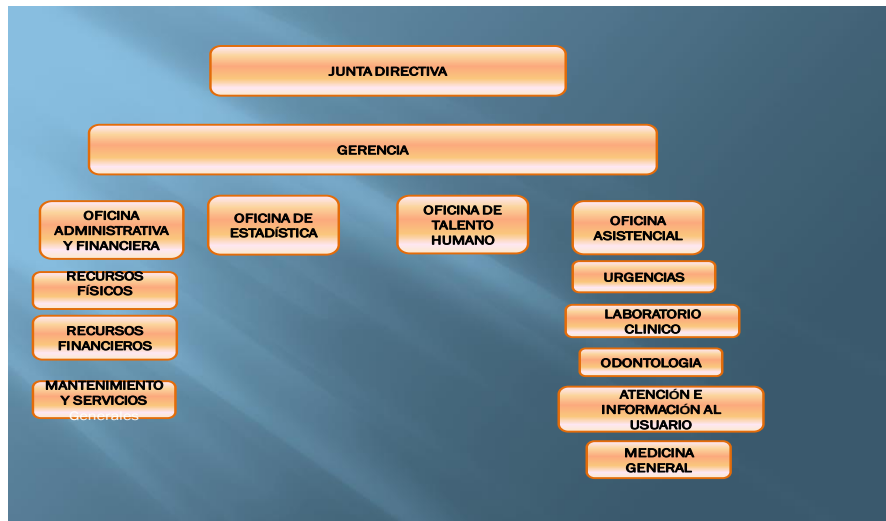 JUNTA DIRECTIVA
GERENCIA
OFICINA
ADMINISTRATIVA
Y FINANCIERA
OFICINA DE
ESTADÍSTICA
OFICINA DE
TALENTO
HUMANO
OFICINA
ASISTENCIAL
RECURSOS
FíSICOS
RECURSOS
FINANCIEROS
MANTENIMIENTO
Y SERVICIOS
Generales
URGENCIAS
LABORATORIO
CLINICO
ODONTOLOGIA
ATENCIÓN E
INFORMACIÓN AL
USUARIO
MEDICINA
GENERAL